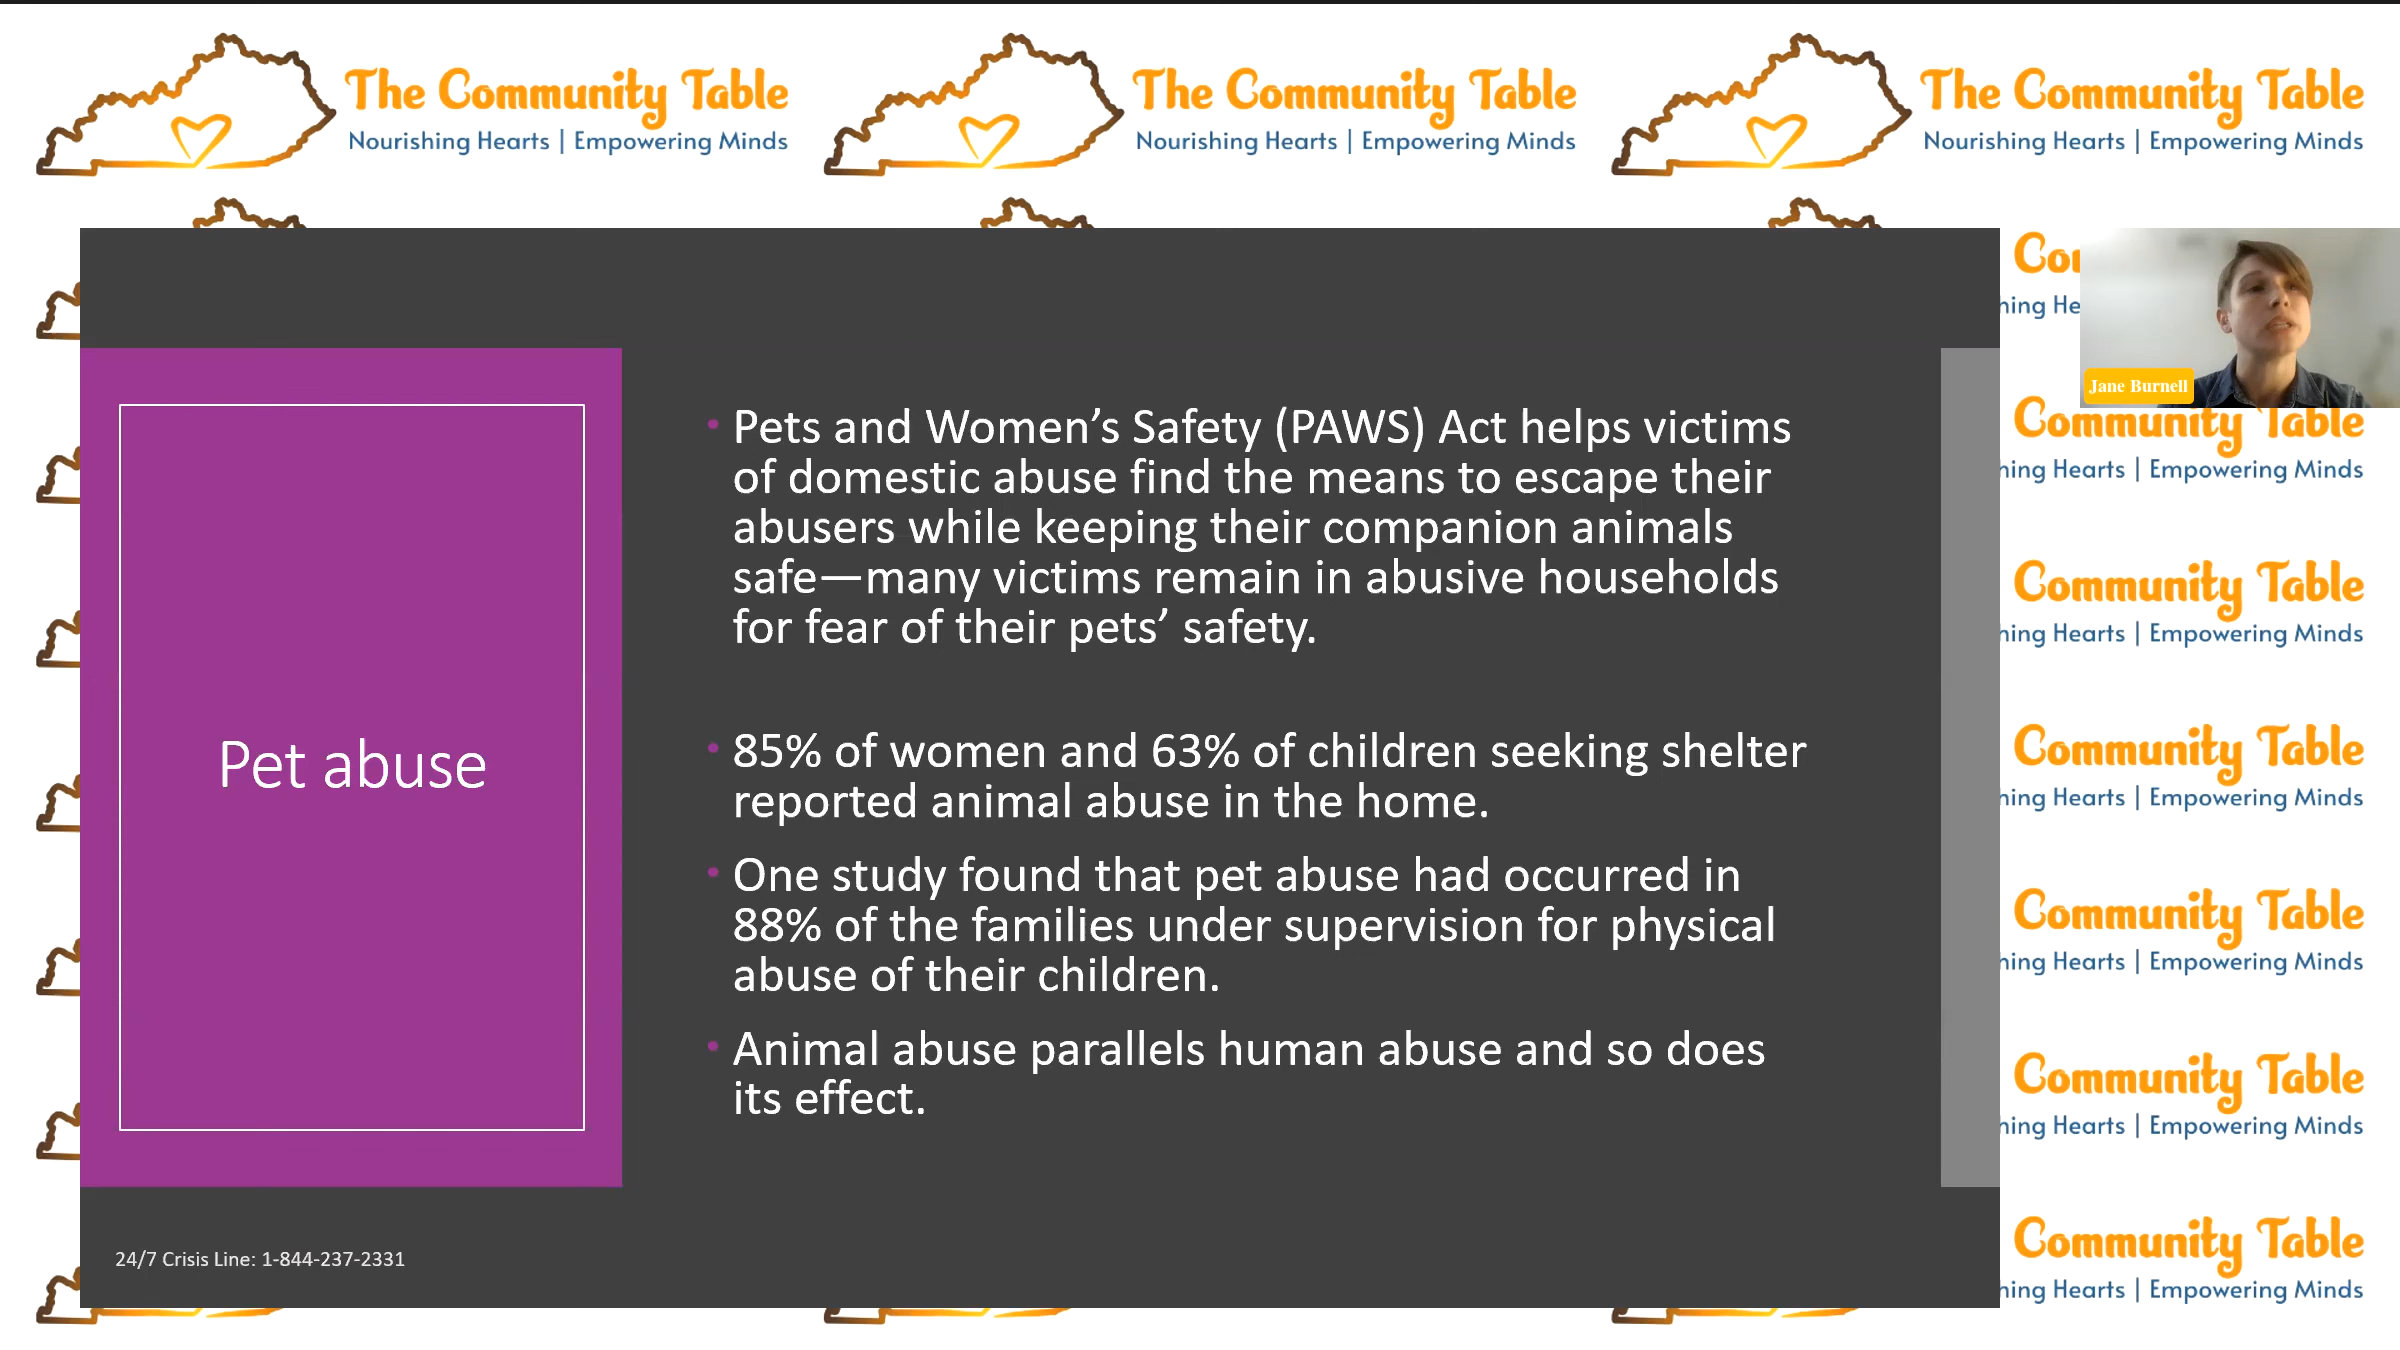 The Community Table
Nourishing Hearts | Empowering Minds
The Community Table
Nourishing Hearts | Empowering Minds
The Community Table
Nourishing Hearts | Empowering Minds
Jane Burnell
Pet abuse
Pets and Women’s Safety (PAWS) Act helps victims
of domestic abuse find the means to escape their
abusers while keeping their companion animals
safe—many victims remain in abusive households
for fear of their pets’ safety.
85% of women and 63% of children seeking shelter
reported animal abuse in the home.
One study found that pet abuse had occurred in
88% of the families under supervision for physical
abuse of their children.
Animal abuse parallels human abuse and so does
its effect.
24/7 Crisis Line: 1-844-237-2331
Community Table
Hearts | Empowering Minds
Community Table
Hearts | Empowering Minds
Community Table
Hearts | Empowering Minds
Community Table
Hearts | Empowering Minds
Community Table
Hearts | Empowering Minds
Community Table
Hearts | Empowering Minds